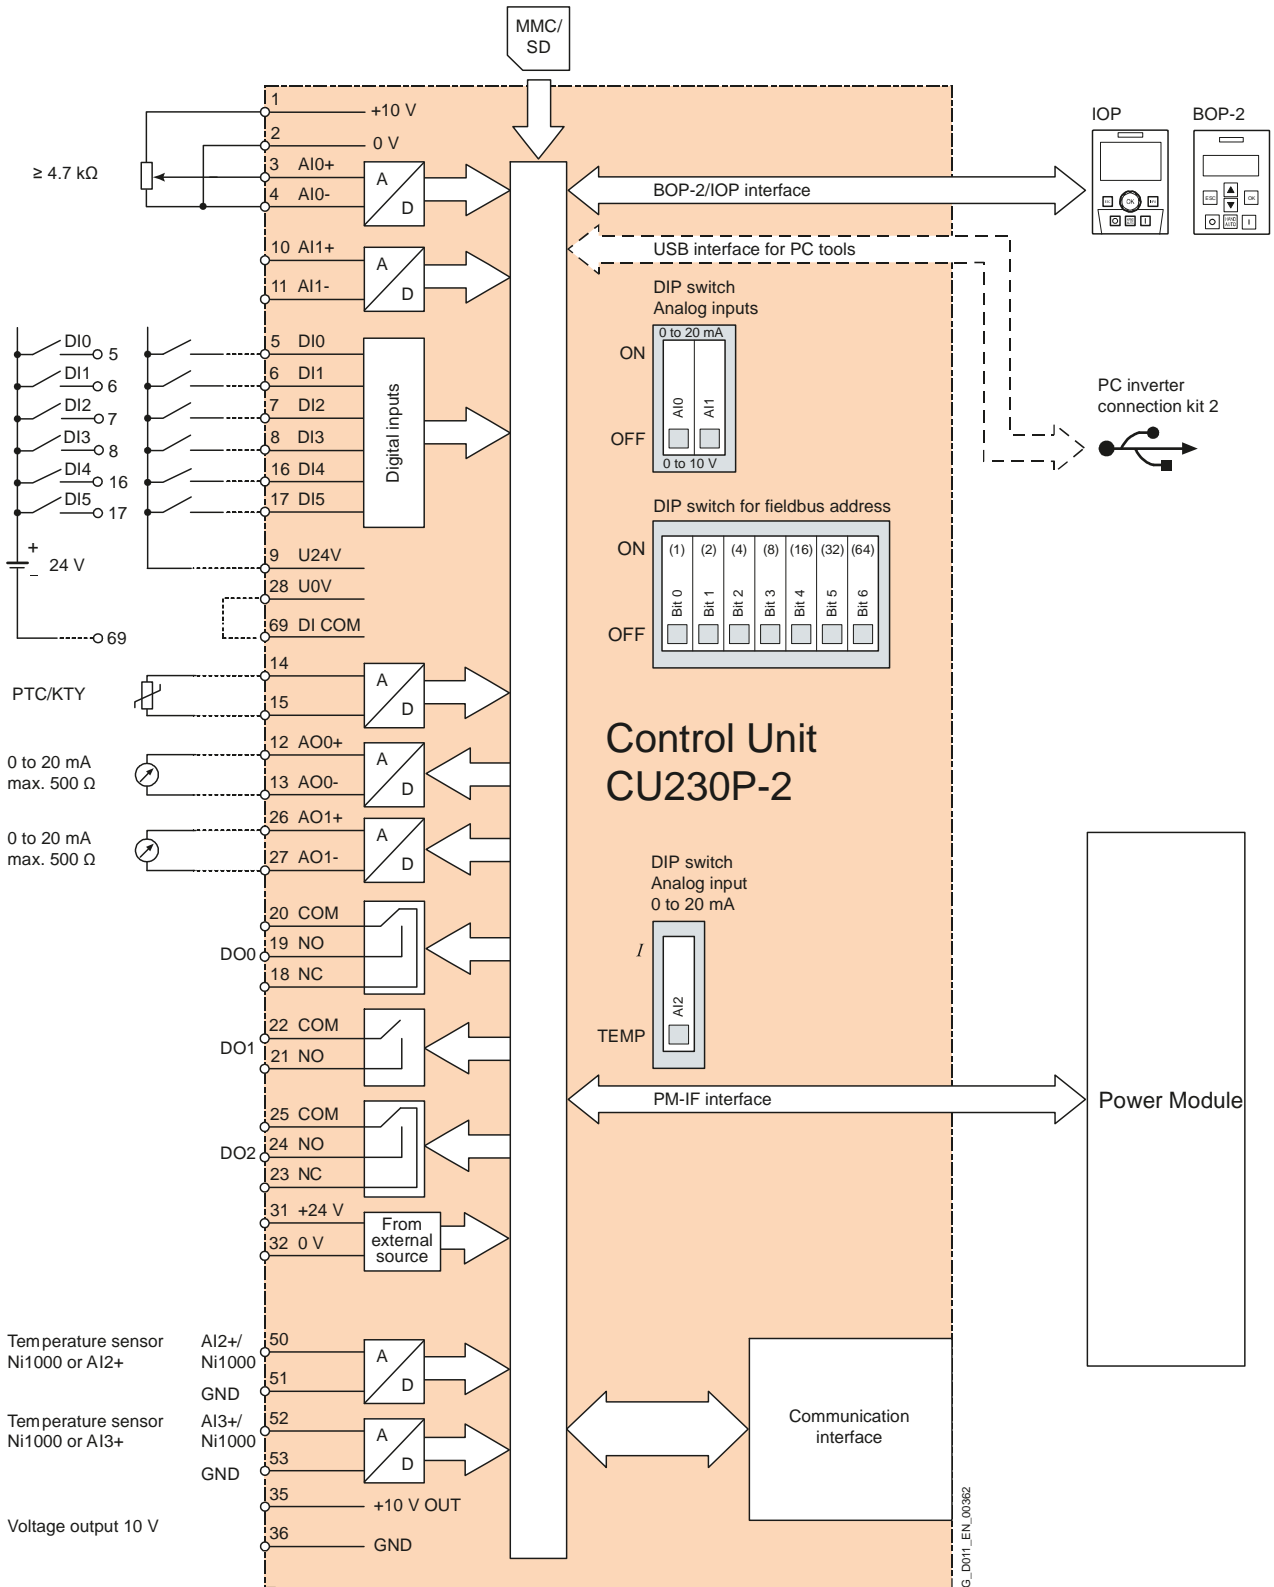 MMC/
SD
1
+10 V
2
0 V
3 AI0+
4 AI0-
≥ 4.7 kΩ
A
D
10 AI1+
11 AI1-
A
D
IOP
BOP-2
ESC
OK
BOP-2/IOP interface
USB interface for PC tools
PC inverter
connection kit 2
DIP switch
Analog inputs
0 to 20 mA
ON
AI0
AI1
OFF
0 to 10 V
DI0
5
DI1
6
DI2
7
DI3
8
DI4
16
DI5
17
5 DI0
6 DI1
7 DI2
8 DI3
16 DI4
17 DI5
Digital inputs
+
24 V
–
69
9 U24V
28 U0V
69 DI COM
DIP switch for fieldbus address
ON
(1) (2) (4) (8) (16) (32) (64)
Bit 0 Bit 1 Bit 2 Bit 3 Bit 4 Bit 5 Bit 6
OFF
PTC/KTY
14
15
A
D
0 to 20 mA
max. 500 Ω
12 AO0+
13 AO0-
A
D
0 to 20 mA
max. 500 Ω
26 AO1+
27 AO1-
A
D
Control Unit
CU230P-2
DO0
20 COM
19 NO
18 NC
DO1
22 COM
21 NO
DO2
25 COM
24 NO
23 NC
DIP switch
Analog input
0 to 20 mA
I
AI2
TEMP
PM-IF interface
Power Module
31 +24 V
32 0 V
From
external
source
Temperature sensor
Ni1000 or AI2+
AI2+/
Ni1000
GND
50
51
A
D
Temperature sensor
Ni1000 or AI3+
AI3+/
Ni1000
GND
52
53
A
D
Communication
interface
Voltage output 10 V
35
+10 V OUT
36
GND
G_D011_EN_00362